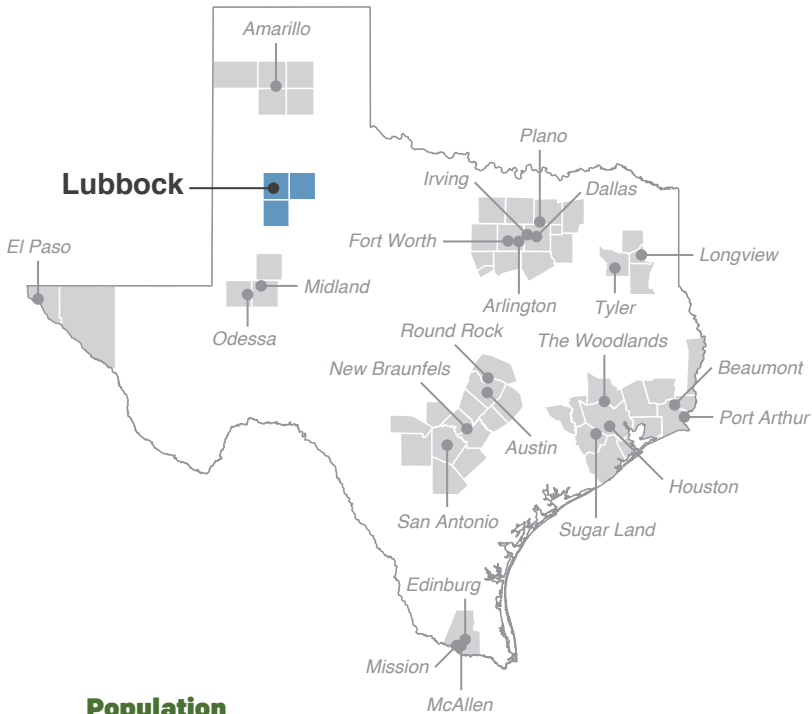 Amarillo
Plano
Irving
Dallas
Lubbock
Fort Worth
El Paso
Longview
Midland
Arlington
Tyler
Odessa
Round Rock
The Woodlands
New Braunfels
Beaumont
Port Arthur
Austin
Houston
San Antonio
Sugar Land
Edinburg
Mission
McAllen
Population